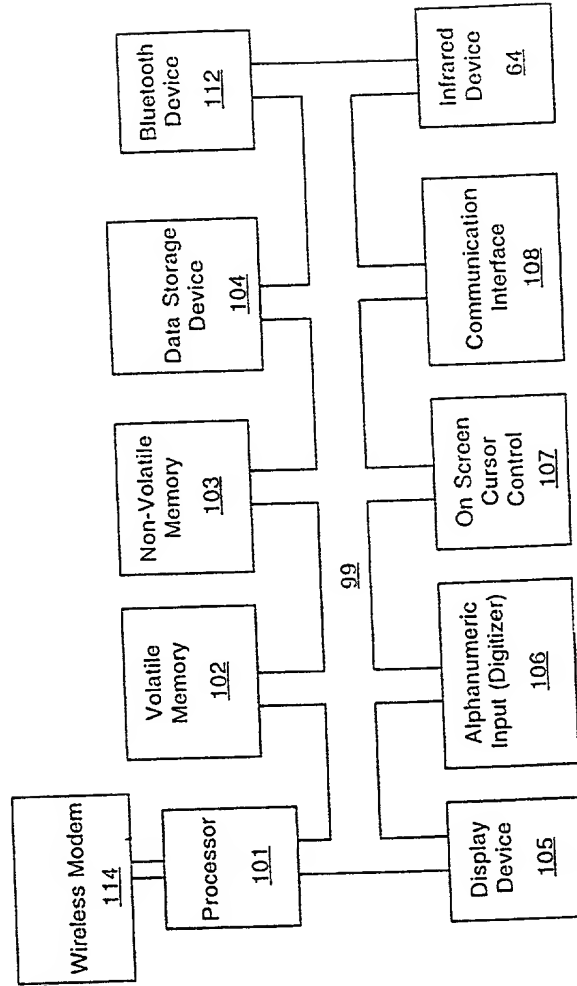 Wireless Modem
114
Processor
101
Volatile
Memory
102
Non-Volatile
Memory
103
Data Storage
Device
104
Bluetooth
Device
112
99
Display
Device
105
Alphanumeric
Input (Digitizer)
106
On Screen
Cursor
Control
107
Communication
Interface
108
Infrared
Device
64